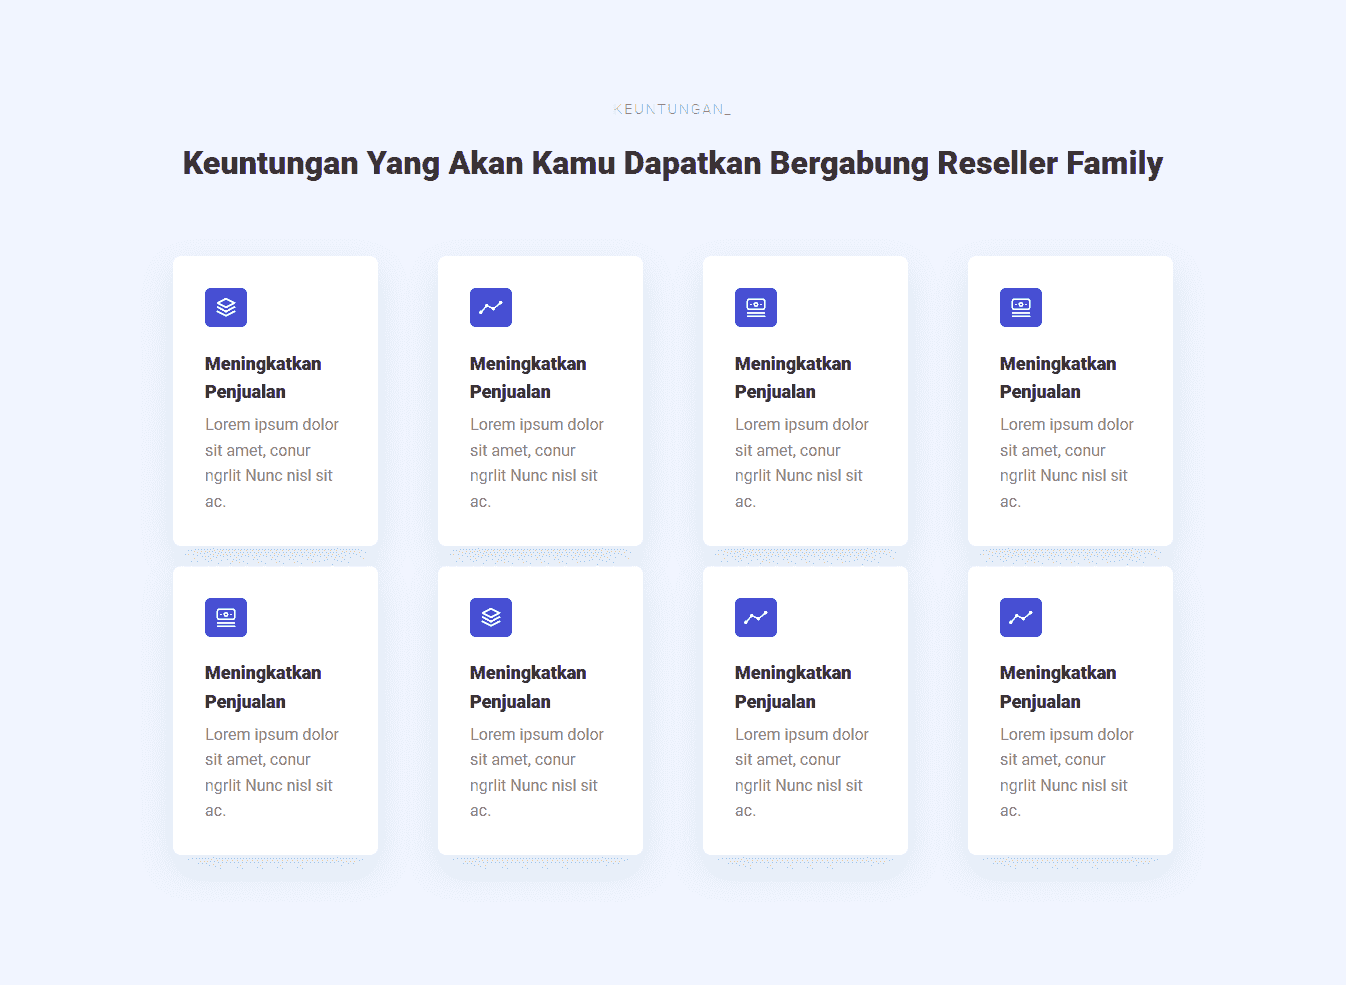 KEUNTUNGAN_
Keuntungan Yang Akan Kamu Dapatkan Bergabung Reseller Family
Meningkatkan
Penjualan
Lorem ipsum dolor
sit amet, conur
ngrlit Nunc nisl sit
ac.
Meningkatkan
Penjualan
Lorem ipsum dolor
sit amet, conur
ngrlit Nunc nisl sit
ac.
Meningkatkan
Penjualan
Lorem ipsum dolor
sit amet, conur
ngrlit Nunc nisl sit
ac.
Meningkatkan
Penjualan
Lorem ipsum dolor
sit amet, conur
ngrlit Nunc nisl sit
ac.
Meningkatkan
Penjualan
Lorem ipsum dolor
sit amet, conur
ngrlit Nunc nisl sit
ac.
Meningkatkan
Penjualan
Lorem ipsum dolor
sit amet, conur
ngrlit Nunc nisl sit
ac.
Meningkatkan
Penjualan
Lorem ipsum dolor
sit amet, conur
ngrlit Nunc nisl sit
ac.
Meningkatkan
Penjualan
Lorem ipsum dolor
sit amet, conur
ngrlit Nunc nisl sit
ac.